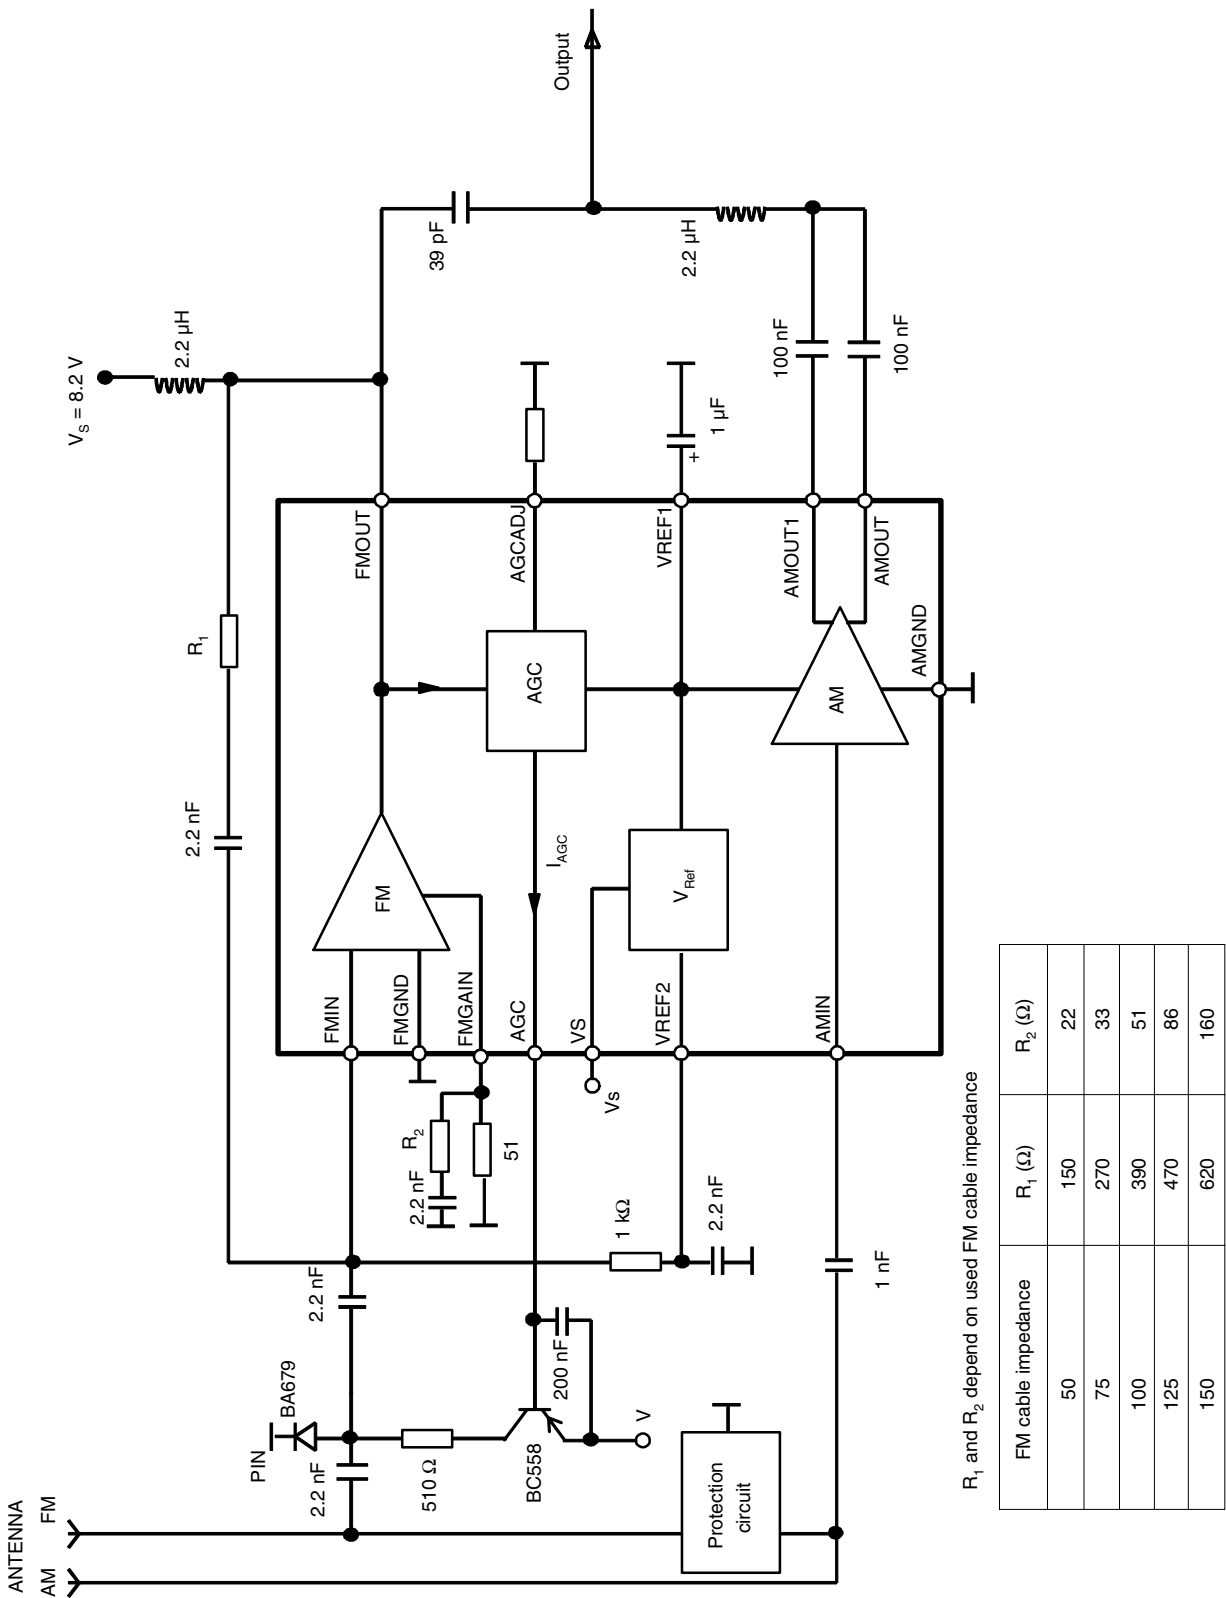 ANTENNA
AM
FM
PIN
BA679
2.2 nF
510 Ω
BC558
200 nF
V
Protection
circuit
2.2 nF
2.2 nF
R1
VS = 8.2 V
2.2 µH
R2
2.2 nF
51
1 kΩ
2.2 nF
1 nF
FMIN
FMGND
FMGAIN
AGC
VS
Vs
VREF2
AMIN
FM
IAGC
AGC
VRef
AM
FMOUT
AGCADJ
VREF1
AMOUT1
AMOUT
AMGND
39 pF
+
1 µF
100 nF
100 nF
2.2 µH
Output
R1 and R2 depend on used FM cable impedance
FM cable impedance R1 (Ω) R2 (Ω)
50 150 22
75 270 33
100 390 51
125 470 86
150 620 160